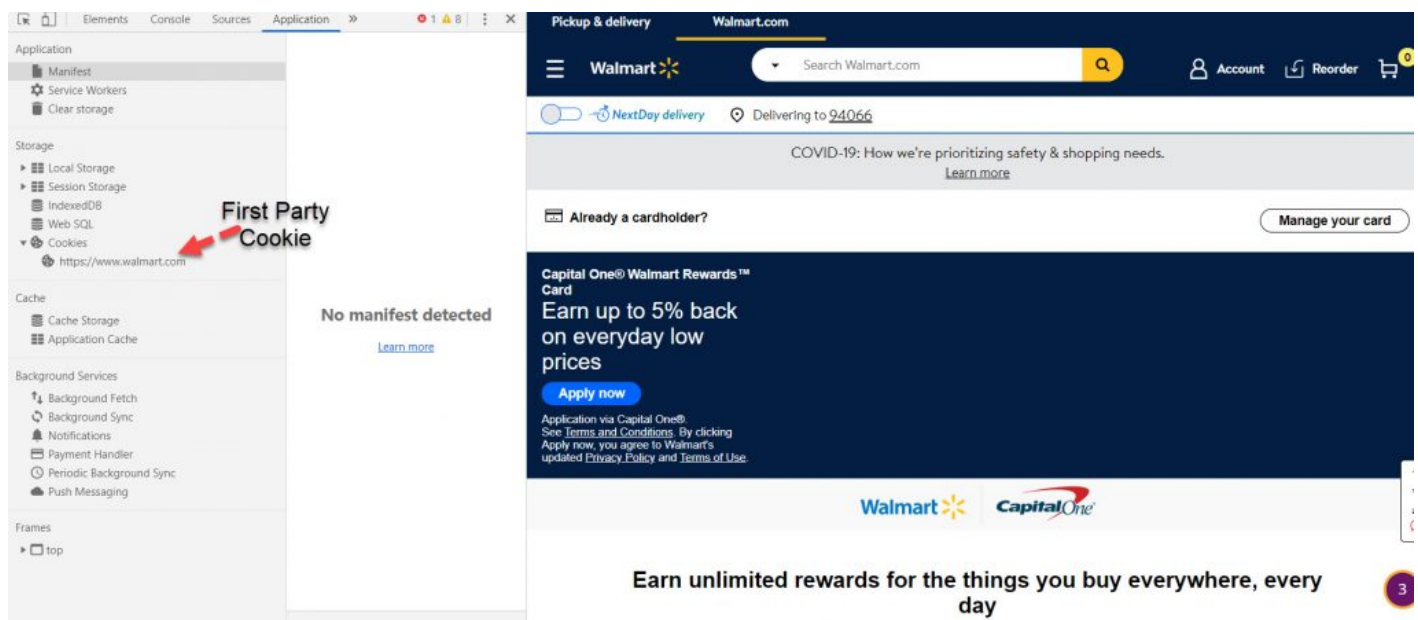 Elements Console Sources Application » 1 8
Application
Manifest
Service Workers
Clear storage
Storage
Local Storage
Session Storage
IndexedDB
Web SQL
Cookies
https://www.walmart.com
Cache
Cache Storage
Application Cache
Background Services
Background Fetch
Background Sync
Notifications
Payment Handler
Periodic Background Sync
Push Messaging
Frames
top
First Party
Cookie
No manifest detected
Learn more
Pickup & delivery Walmart.com
Walmart Search Walmart.com Account Reorder 0
NextDay delivery Delivering to 94066
COVID-19: How we're prioritizing safety & shopping needs.
Learn more
Already a cardholder? Manage your card
Capital One® Walmart Rewards™
Card
Earn up to 5% back
on everyday low
prices
Apply now
Application via Capital One®.
See Terms and Conditions. By clicking
Apply now, you agree to Walmart's
updated Privacy Policy and Terms of Use.
Walmart CapitalOne
Earn unlimited rewards for the things you buy everywhere, every
day
3